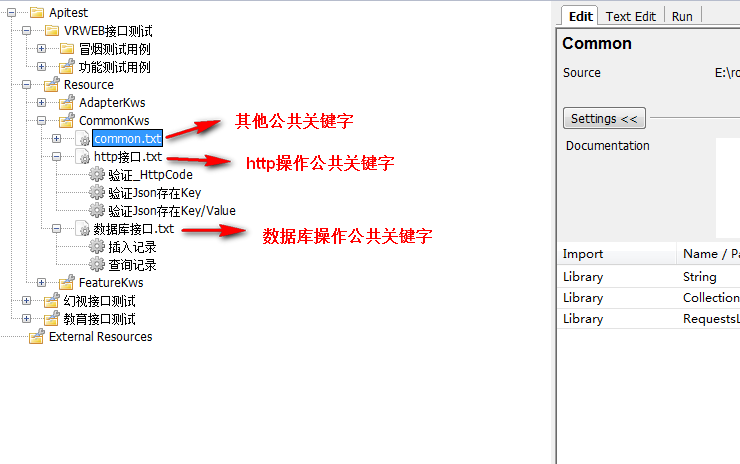 Apitest
VRWEB接口测试
冒烟测试用例
功能测试用例
Resource
AdapterKws
CommonKws
common.txt
其他公共关键字
http接口.txt
http操作公共关键字
验证_HttpCode
验证Json存在Key
验证Json存在Key/Value
数据库接口.txt
数据库操作公共关键字
插入记录
查询记录
FeatureKws
幻视接口测试
教育接口测试
External Resources
Edit Text Edit Run
Common
Source E:\ro
Settings <<
Documentation
Import Name / Pa
Library String
Library Collection
Library RequestsL